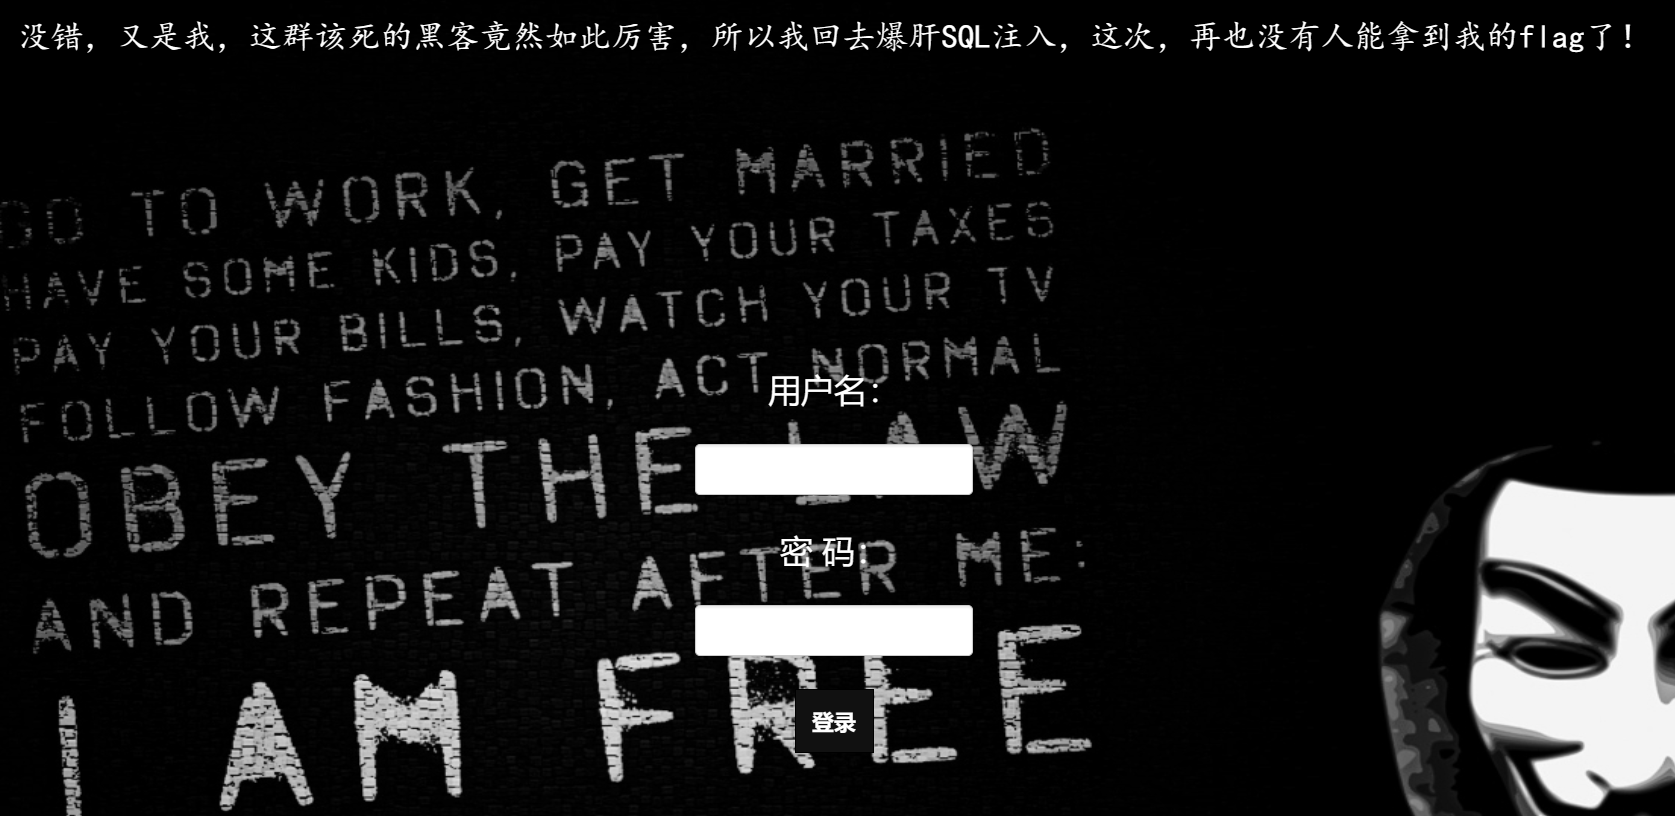 没错，又是我，这群该死的黑客竟然如此厉害，所以我回去爆肝SQL注入，这次，再也没有人能拿到我的flag了！
GO TO WORK, GET MARRIED
HAVE SOME KIDS, PAY YOUR TAXES
PAY YOUR BILLS, WATCH YOUR TV
FOLLOW FASHION, ACT NORMAL
OBEY THE LAW
AND REPEAT AFTER ME:
I AM FREE
用户名：
密 码：
登录